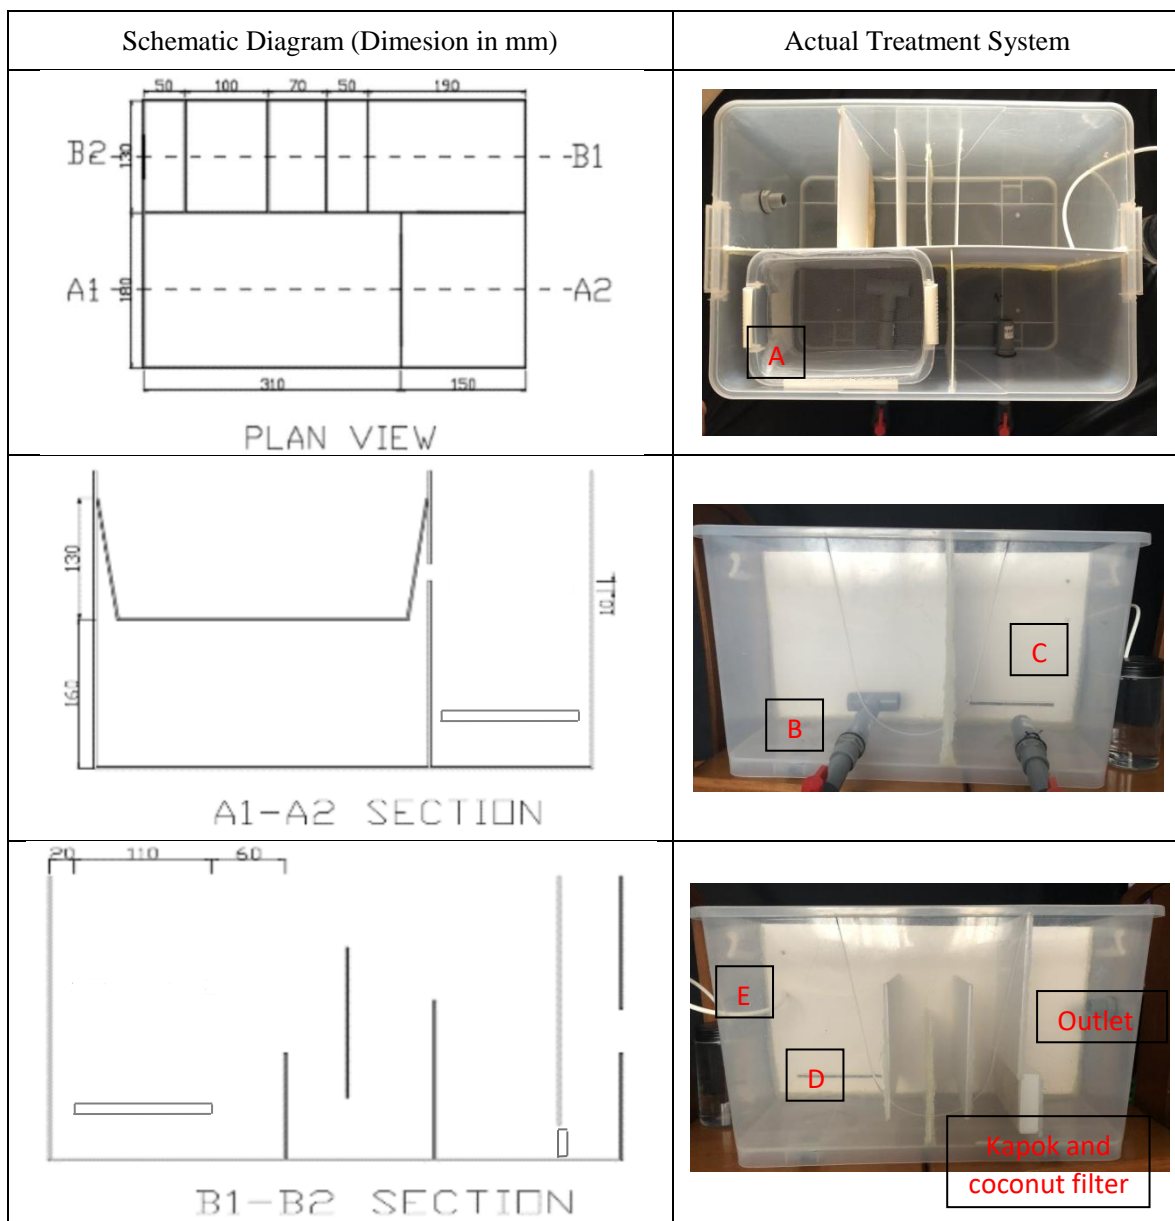 Schematic Diagram (Dimesion in mm)
Actual Treatment System
50 100 70 50 190
B2 130 B1
A1 180 A2
310 150
PLAN VIEW
A
130
10
160
A1-A2 SECTION
B
C
20 110 60
B1-B2 SECTION
E
Outlet
D
Kapok and
coconut filter